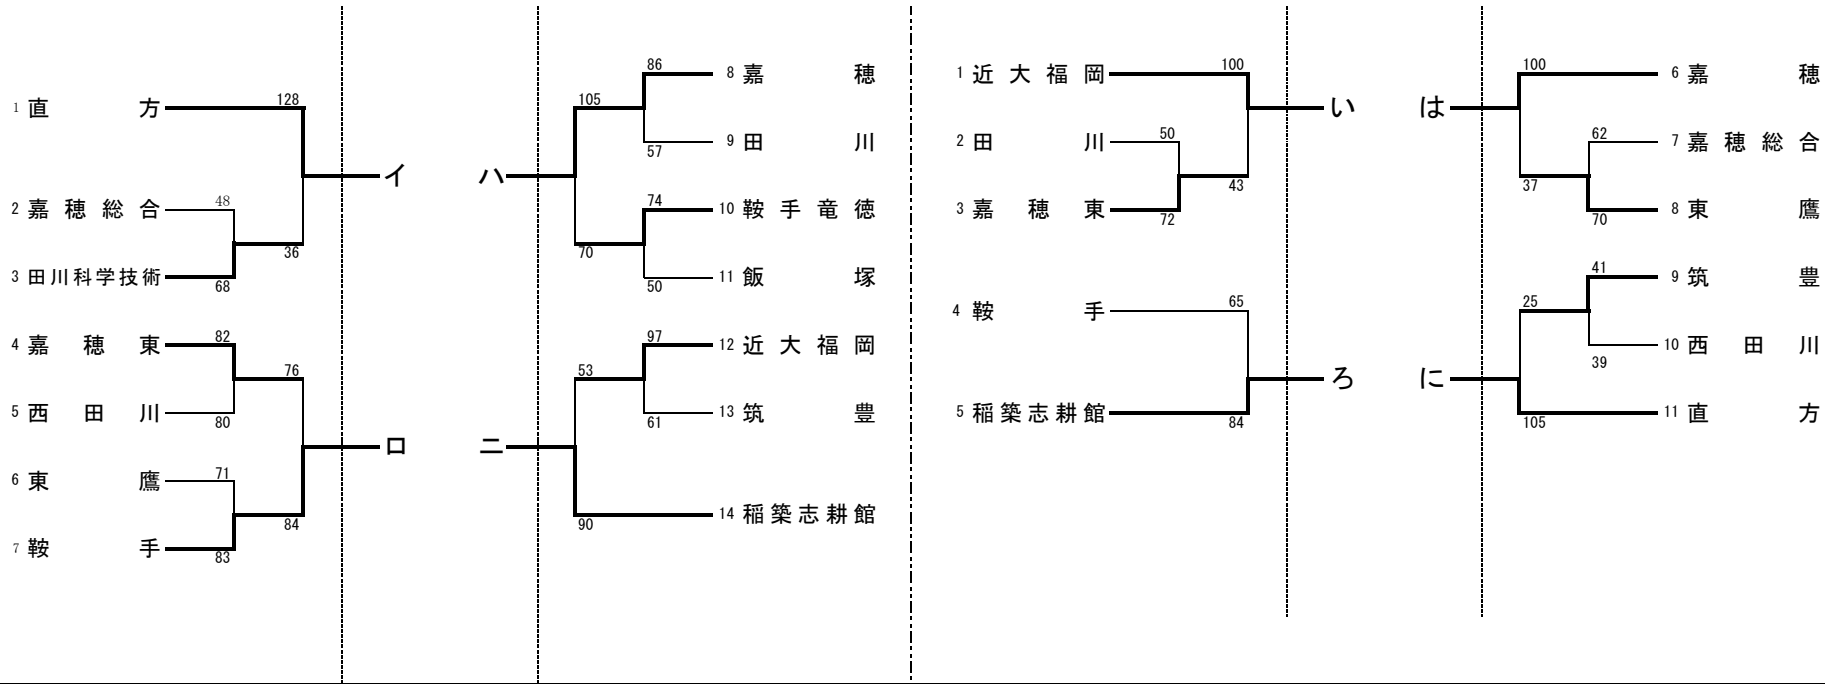 1 直方 128
2 嘉穂総合 48
36
3 田川科学技術 68
イ
4 嘉穂東 82
76
5 西田川 80
ロ
6 東鷹 71
84
7 鞍手 83
86 8 嘉穂
105
57 9 田川
ハ
74 10 鞍手竜徳
70
50 11 飯塚
97 12 近大福岡
53
61 13 筑豊
ニ
90 14 稲築志耕館
1 近大福岡 100
い
2 田川 50
43
3 嘉穂東 72
4 鞍手 65
ろ
5 稲築志耕館 84
100 6 嘉穂
は
62 7 嘉穂総合
37
70 8 東鷹
41 9 筑豊
25
39 10 西田川
に
105 11 直方